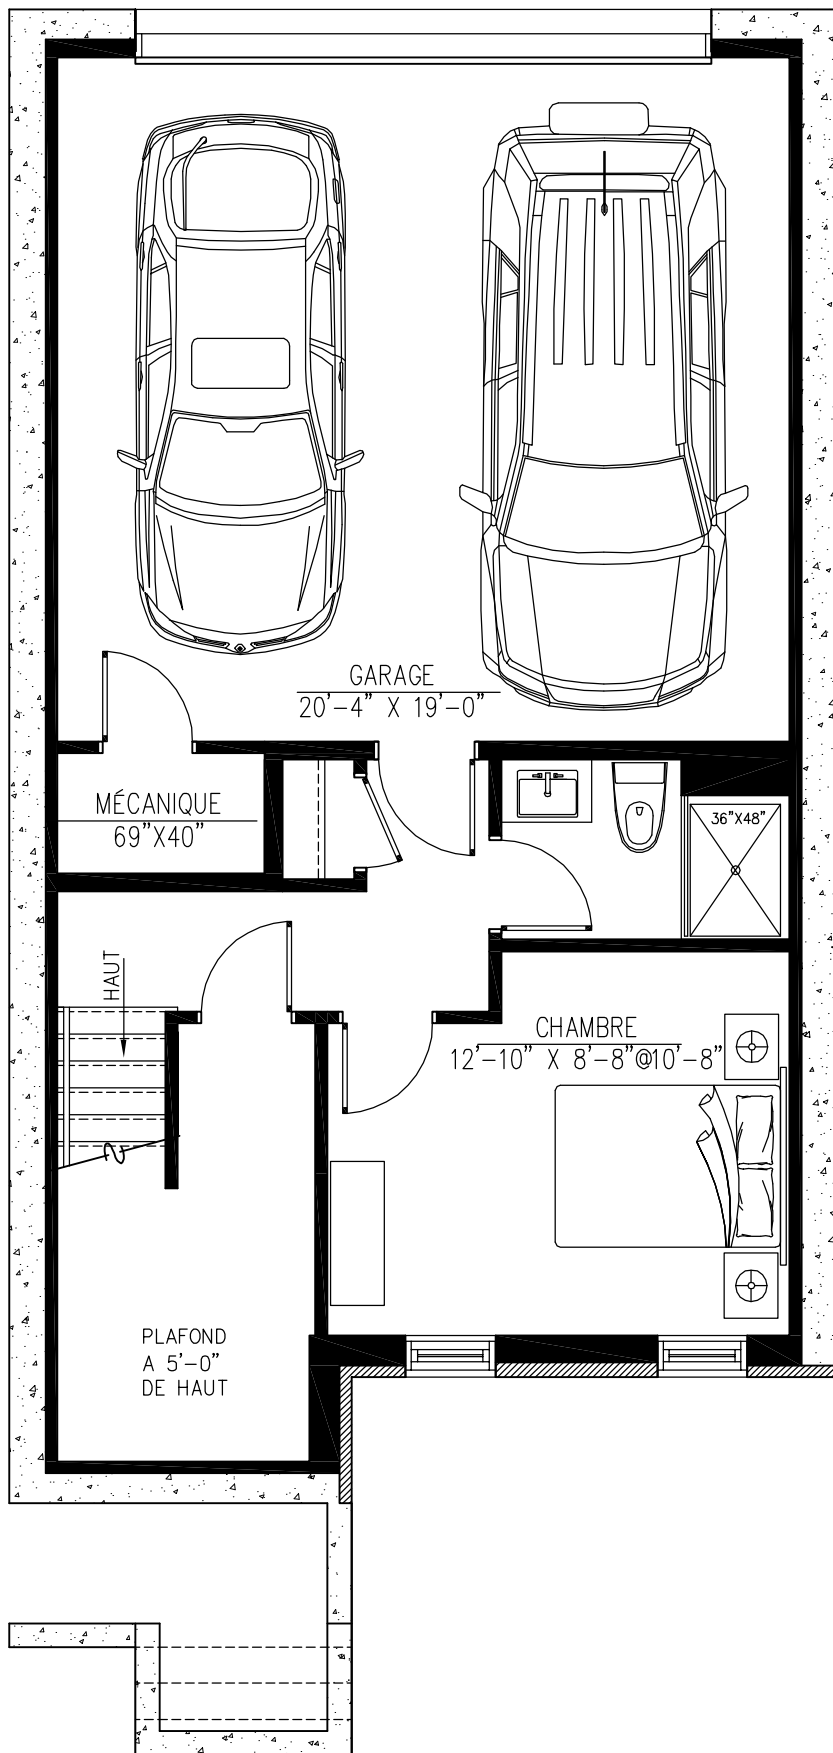 GARAGE
20'-4" X 19'-0"
MÉCANIQUE
69"X40"
36"X48"
HAUT
CHAMBRE
12'-10" X 8'-8"@10'-8"
PLAFOND
A 5'-0"
DE HAUT